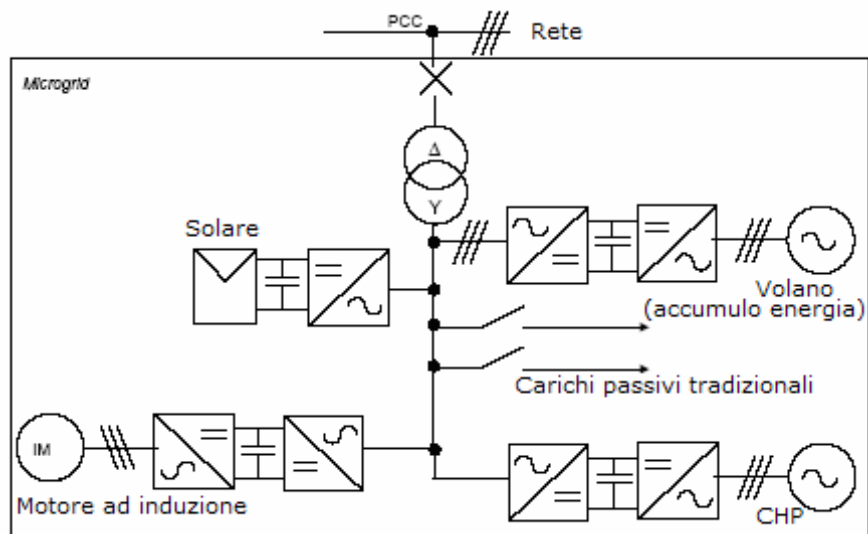 PCC
Rete
Microgrid
Δ
Y
Solare
Volano
(accumulo energia)
Carichi passivi tradizionali
IM
Motore ad induzione
CHP